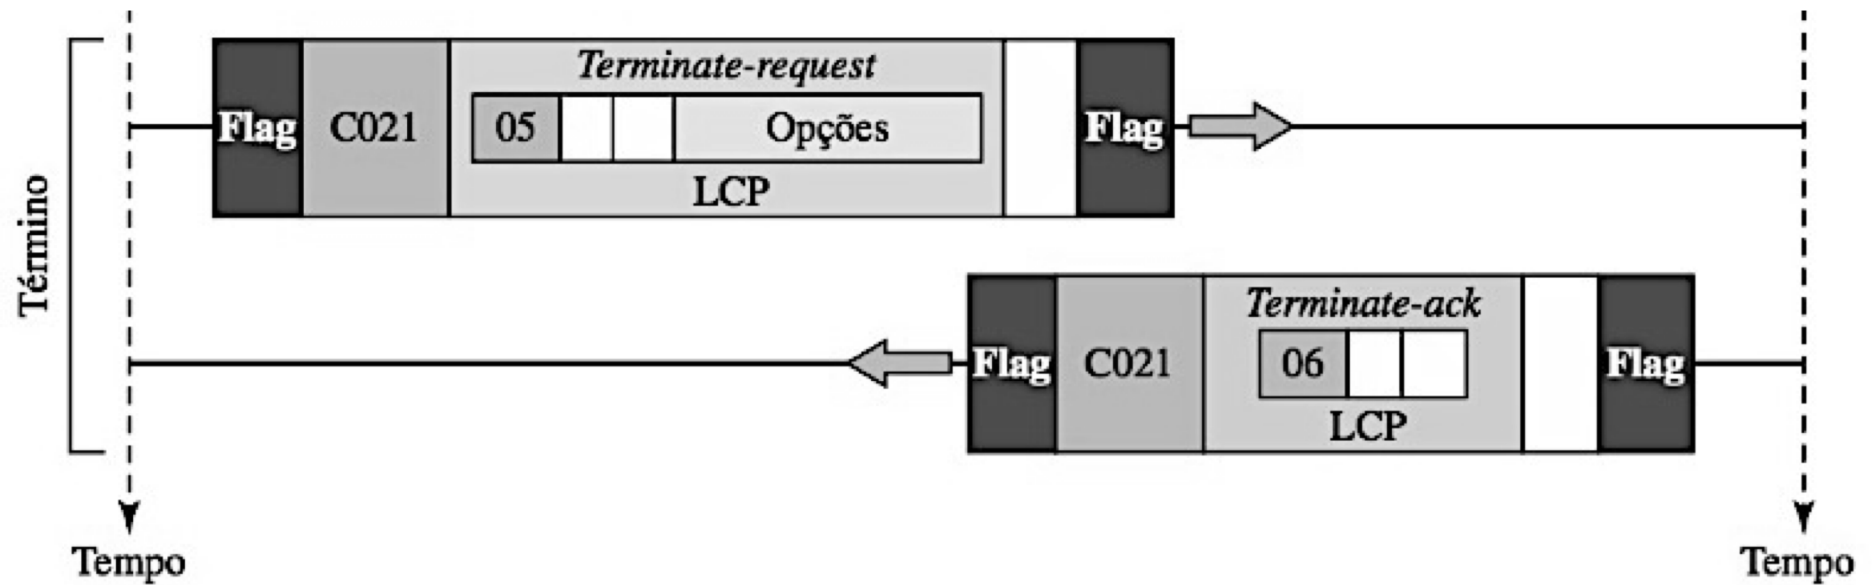 Término
Terminate-request
Flag C021 05 Opções Flag
LCP
Terminate-ack
Flag C021 06 Flag
LCP
Tempo Tempo